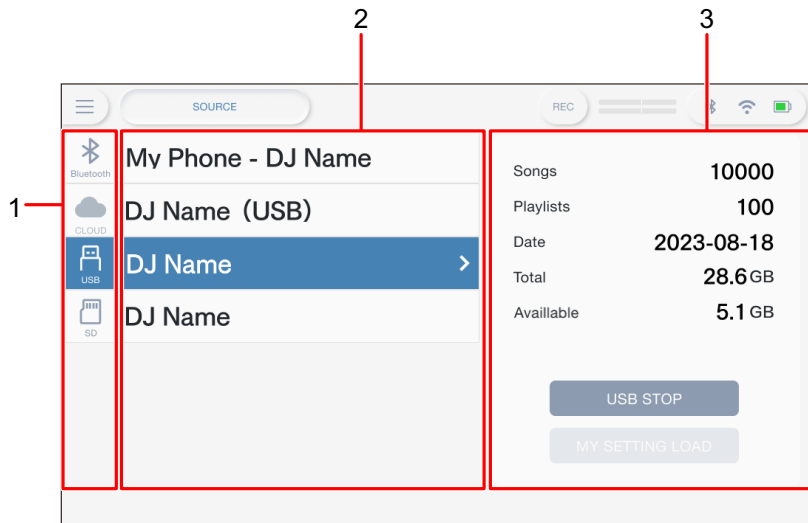 2
3
SOURCE
REC
Bluetooth
My Phone - DJ Name
1
CLOUD
DJ Name (USB)
USB
DJ Name
SD
DJ Name
Songs 10000
Playlists 100
Date 2023-08-18
Total 28.6 GB
Availlable 5.1 GB
USB STOP
MY SETTING LOAD